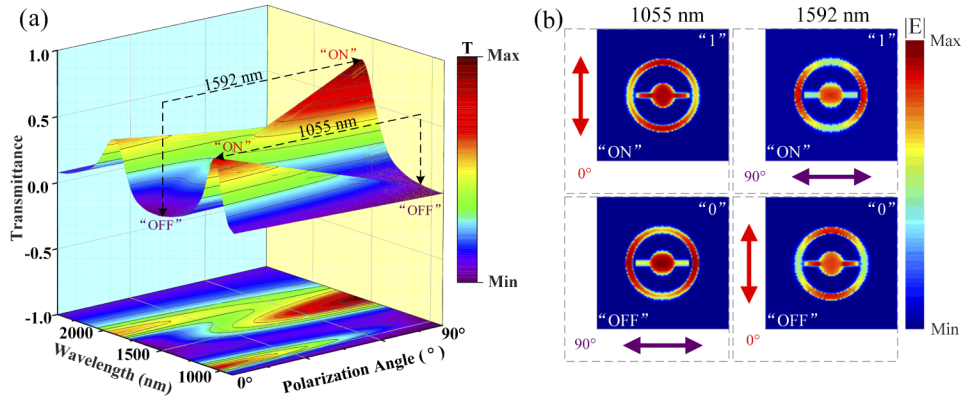 (a)
1.0
0.5
0.0
-0.5
-1.0
Transmittance
2000
1500
1000
Wavelength (nm)
0°
90°
Polarization Angle ( ° )
“ON”
1592 nm
1055 nm
“ON”
“OFF”
“OFF”
T
Max
Min
(b)
1055 nm
1592 nm
|E|
“1”
“ON”
0°
“1”
“ON”
90°
“0”
“OFF”
90°
“0”
“OFF”
0°
Max
Min